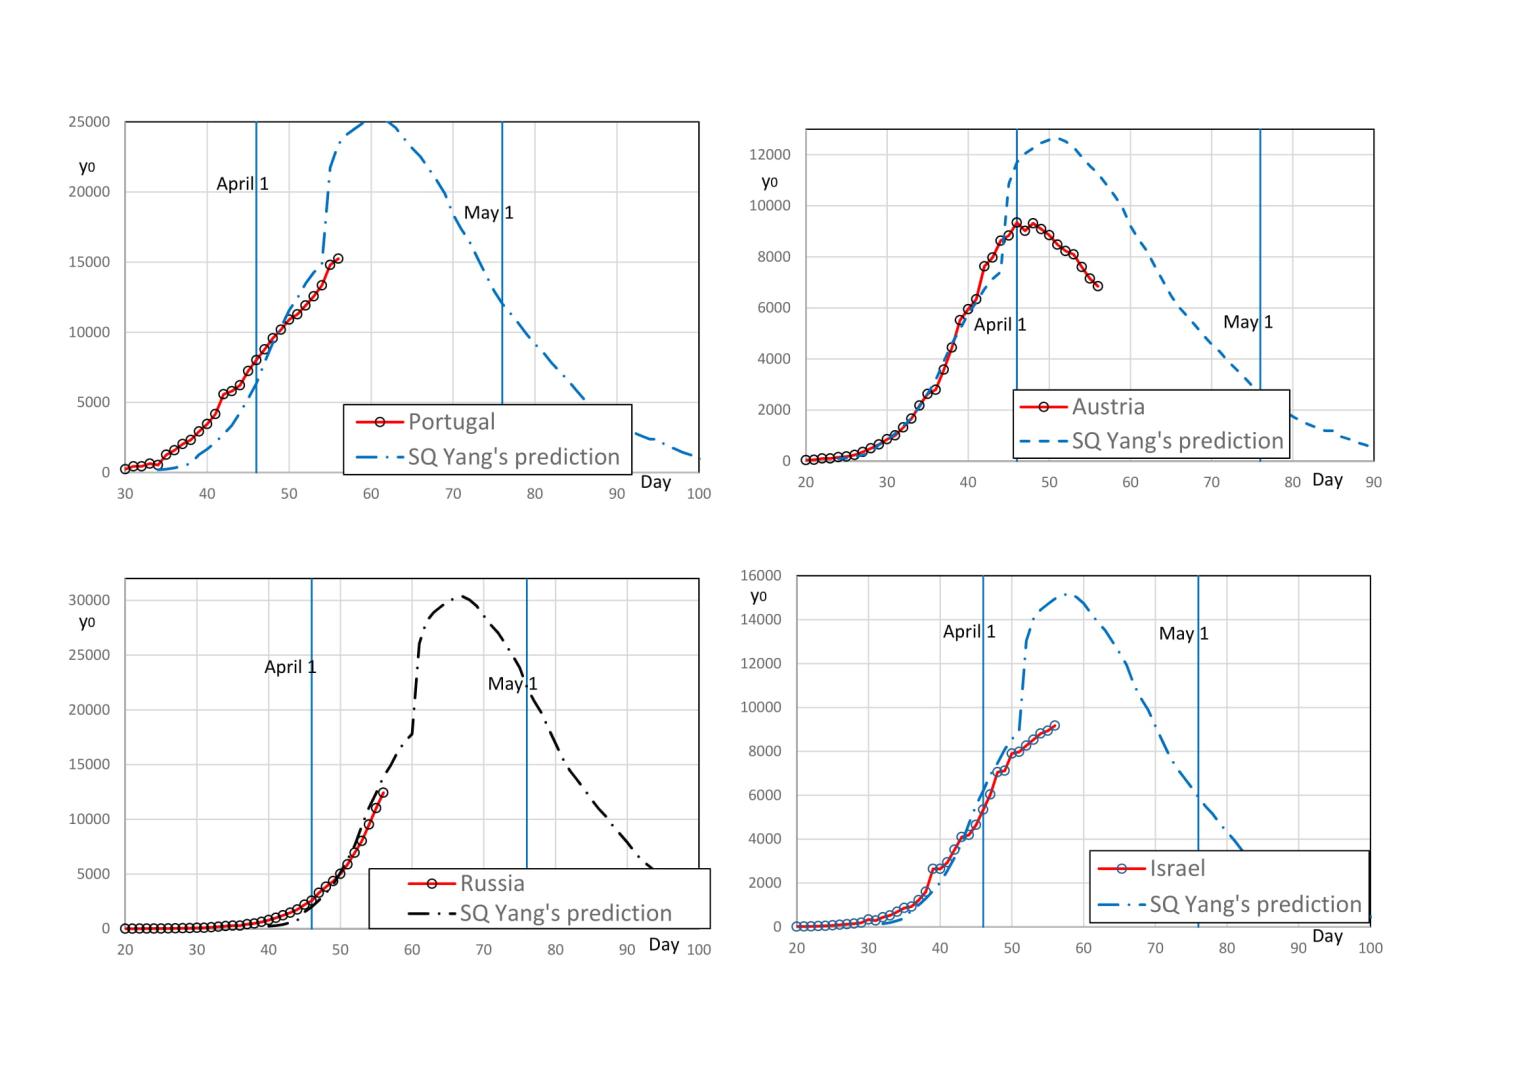 25000
y0
20000
15000
10000
5000
0
April 1
May 1
Portugal
SQ Yang's prediction
Day
30 40 50 60 70 80 90 100
12000
y0
10000
8000
6000
4000
2000
0
April 1
May 1
Austria
SQ Yang's prediction
Day
20 30 40 50 60 70 80 90
30000
y0
25000
20000
15000
10000
5000
0
April 1
May 1
Russia
SQ Yang's prediction
Day
20 30 40 50 60 70 80 90 100
16000
y0
14000
12000
10000
8000
6000
4000
2000
0
April 1
May 1
Israel
SQ Yang's prediction
Day
20 30 40 50 60 70 80 90 100